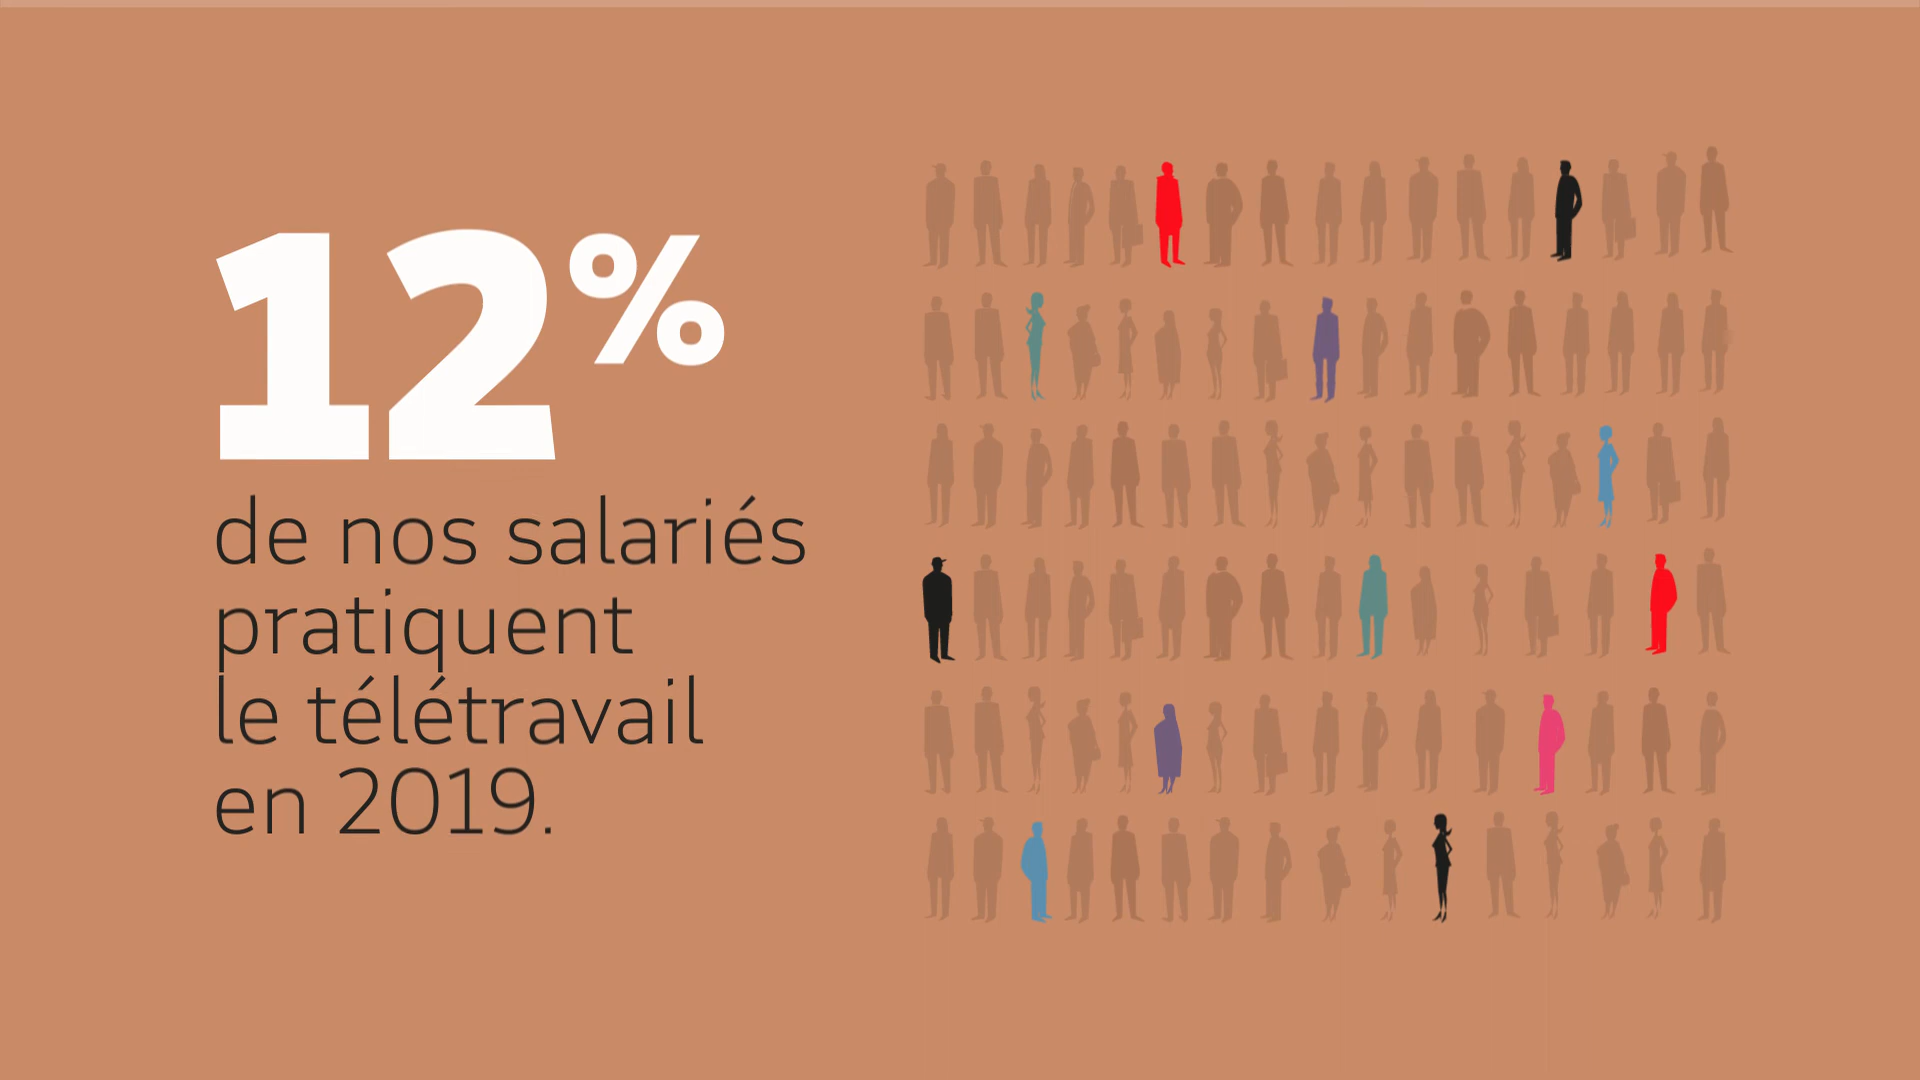 12%
de nos salariés
pratiquent
le télétravail
en 2019.